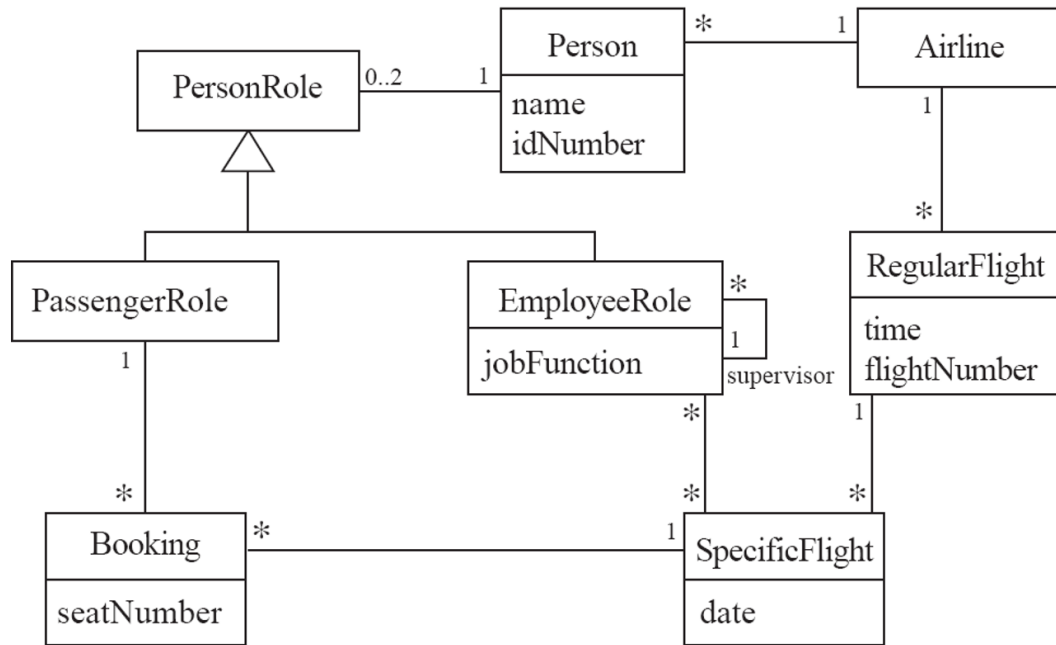 PersonRole
0..2
1
Person
name
idNumber
*
1
Airline
1
*
PassengerRole
1
EmployeeRole
jobFunction
*
1
supervisor
RegularFlight
time
flightNumber
1
*
*
*
*
Booking
seatNumber
*
1
SpecificFlight
date